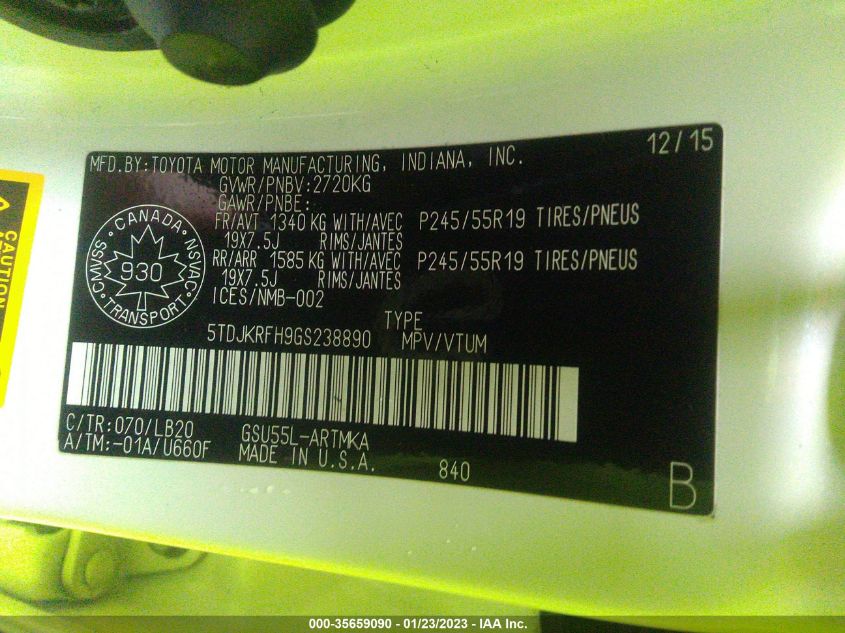 MFD.BY:TOYOTA MOTOR MANUFACTURING, INDIANA, INC. 12/15
GVWR/PNBV:2720KG
GAWR/PNBE:
FR/AVT 1340 KG WITH/AVEC P245/55R19 TIRES/PNEUS
19X7.5J RIMS/JANTES
RR/ARR 1585 KG WITH/AVEC P245/55R19 TIRES/PNEUS
19X7.5J RIMS/JANTES
ICES/NMB-002
CANADA
CMVSS 930 NSVAC
TRANSPORT
TYPE
5TDJKRFH9GS238890 MPV/VTUM
C/TR:070/LB20 GSU55L-ARTMKA
A/TM:-01A/U660F MADE IN U.S.A. 840
B
CAUTION
000-35659090 - 01/23/2023 - IAA Inc.